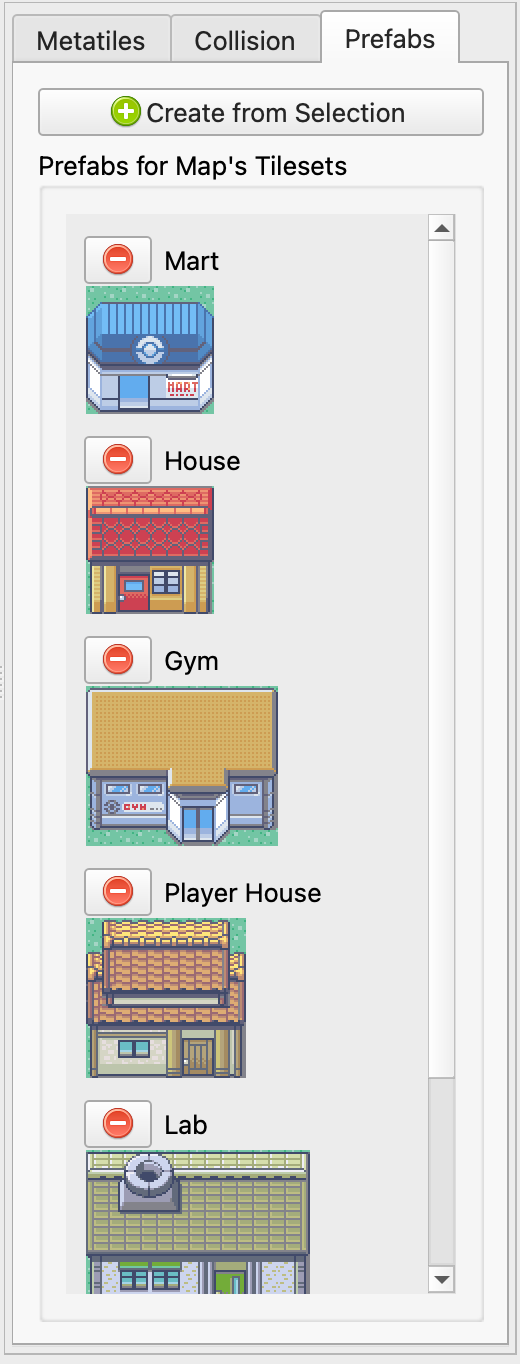 Metatiles Collision Prefabs
Create from Selection
Prefabs for Map's Tilesets
Mart
MART
House
Gym
GYM
Player House
Lab